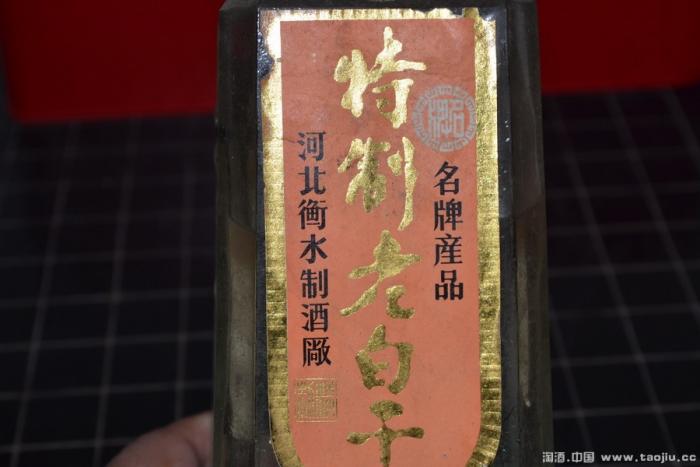 名牌産品
特制老白干
河北衡水制酒廠
淘酒.中国 / www.taojiu.cc